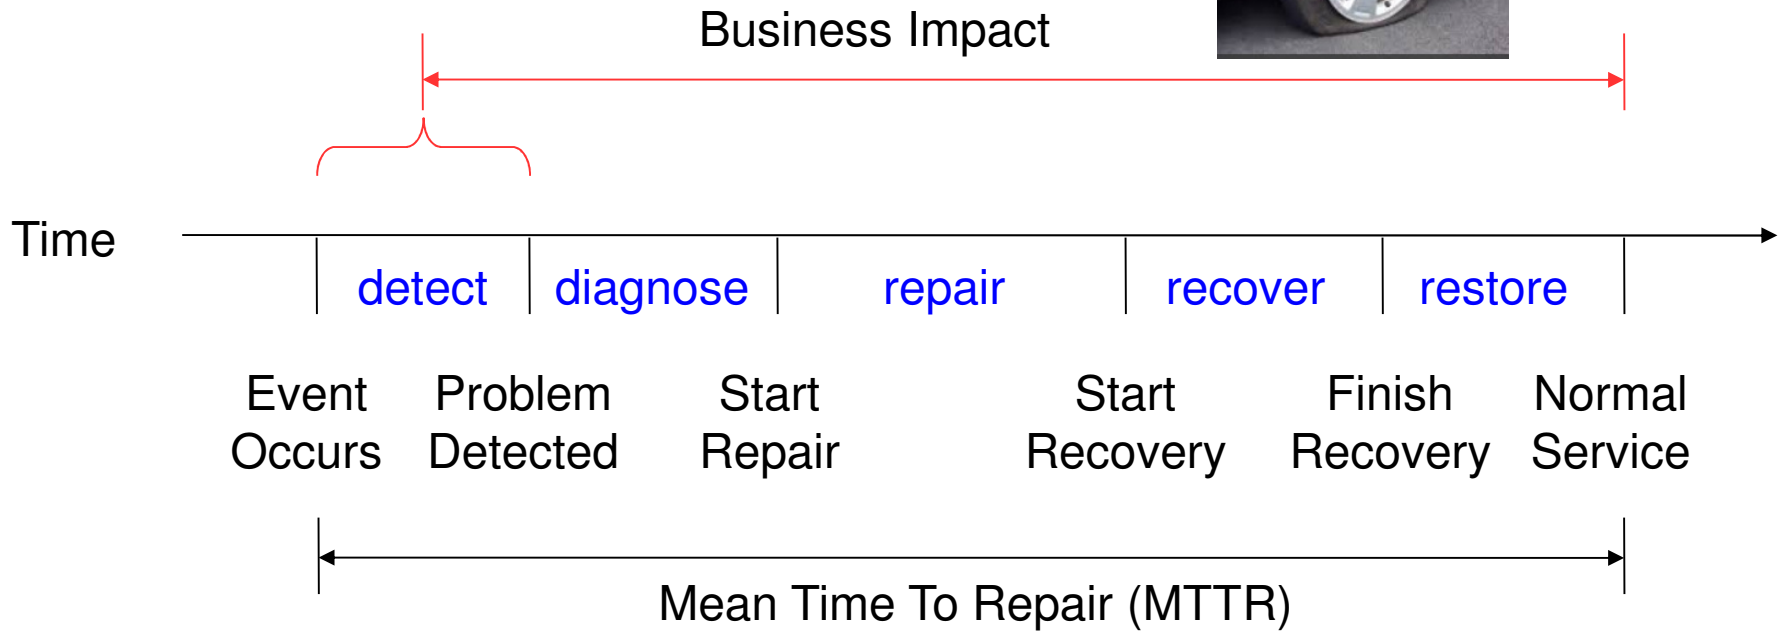 Business Impact
Time
detect diagnose repair recover restore
Event Problem Start Start Finish Normal
Occurs Detected Repair Recovery Recovery Service
Mean Time To Repair (MTTR)